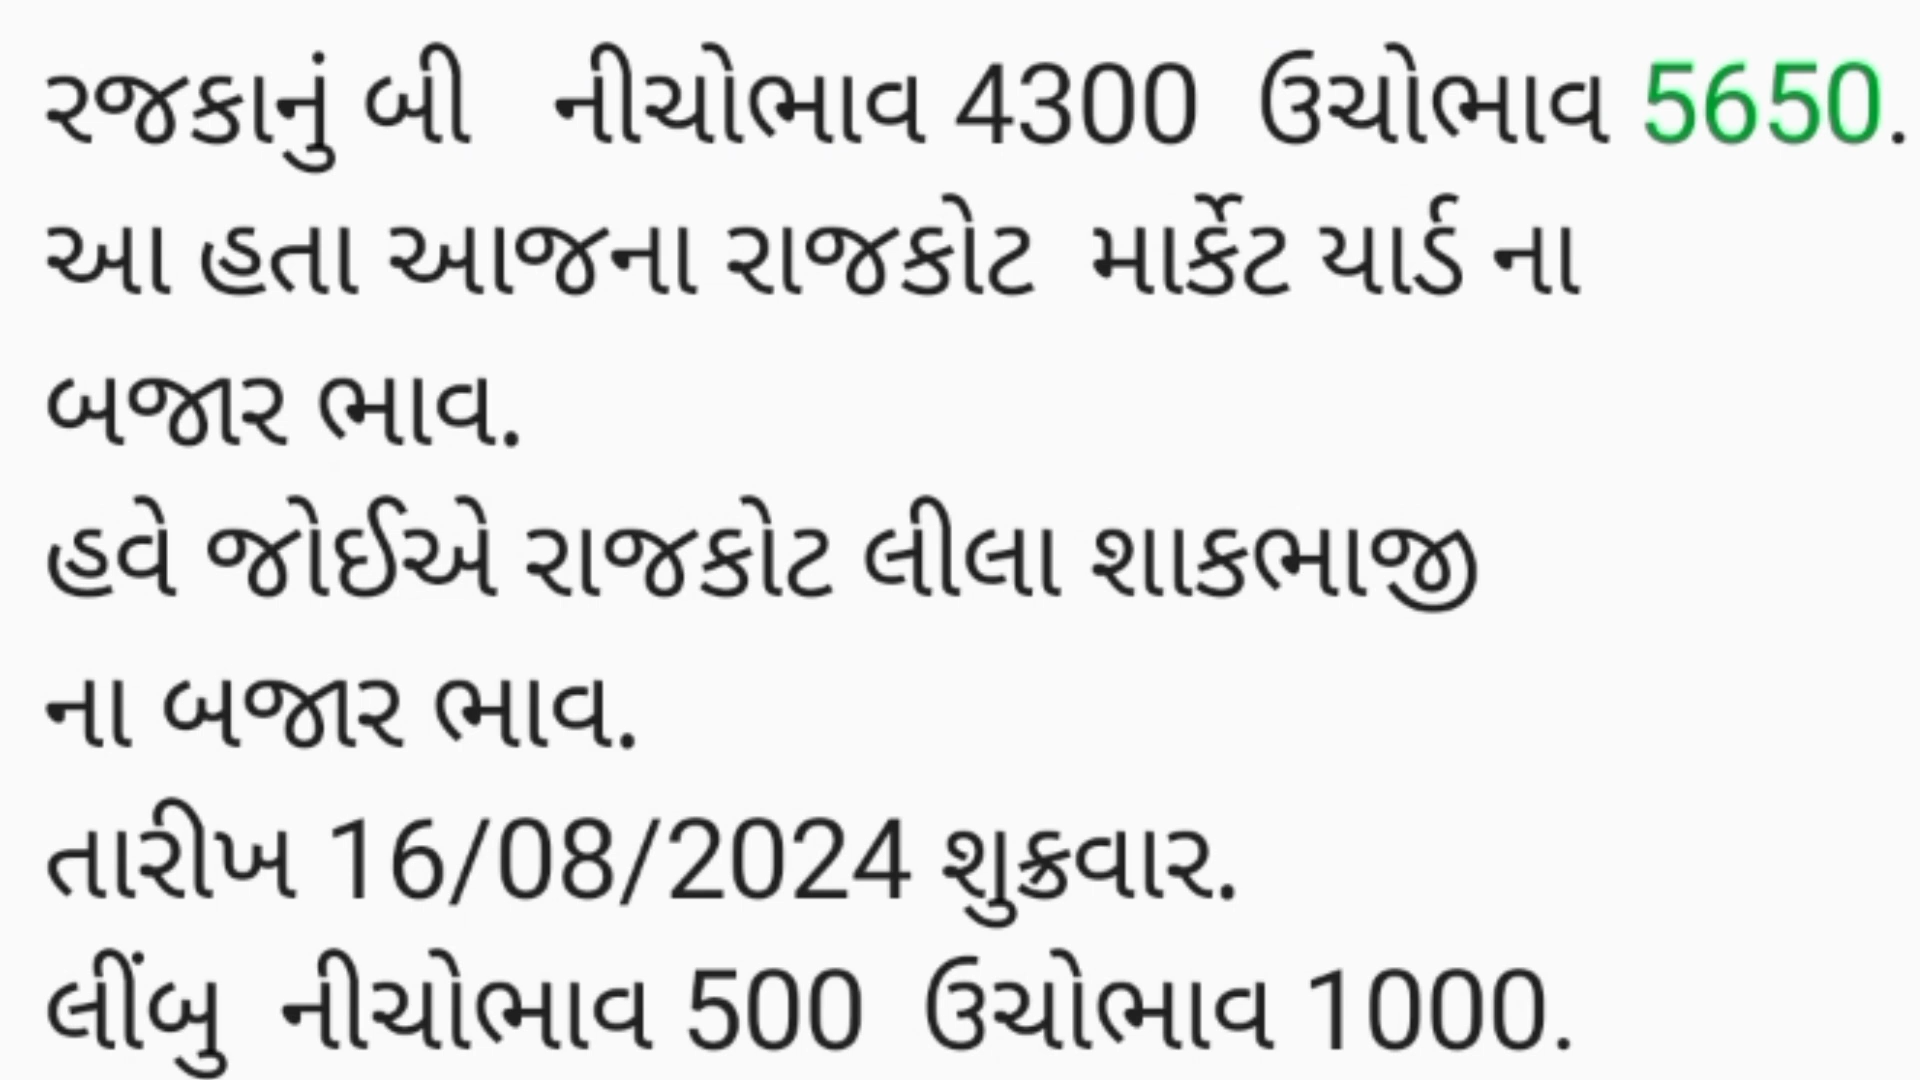 રજકાનું બી નીચોભાવ 4300 ઉચોભાવ 5650.
આ હતા આજના રાજકોટ માર્કેટ યાર્ડ ના
બજાર ભાવ.
હવે જોઈએ રાજકોટ લીલા શાકભાજી
ના બજાર ભાવ.
તારીખ 16/08/2024 શુક્રવાર.
લીંબુ નીચોભાવ 500 ઉચોભાવ 1000.